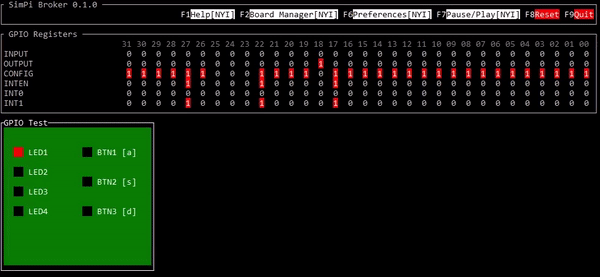 SimPi Broker 0.1.0
F1Help[NYI] F2Board Manager[NYI] F6Preferences[NYI] F7Pause/Play[NYI] F8Reset F9Quit
GPIO Registers
31 30 29 28 27 26 25 24 23 22 21 20 19 18 17 16 15 14 13 12 11 10 09 08 07 06 05 04 03 02 01 00
INPUT 0 0 0 0 0 0 0 0 0 0 0 0 0 0 0 0 0 0 0 0 0 0 0 0 0 0 0 0 0 0 0 0
OUTPUT 0 0 0 0 0 0 0 0 0 0 0 0 0 1 0 0 0 0 0 0 0 0 0 0 0 0 0 0 0 0 0 0
CONFIG 1 1 1 1 1 1 0 0 0 1 1 1 0 0 1 1 1 1 1 1 1 1 1 1 1 1 1 1 1 1 1 1
INTEN 0 0 0 0 1 0 0 0 0 1 0 0 0 0 1 0 0 0 0 0 0 0 0 0 0 0 0 0 0 0 0 0
INT0 0 0 0 0 0 0 0 0 0 0 0 0 0 0 0 0 0 0 0 0 0 0 0 0 0 0 0 0 0 0 0 0
INT1 0 0 0 0 1 0 0 0 0 1 0 0 0 0 1 0 0 0 0 0 0 0 0 0 0 0 0 0 0 0 0 0
GPIO Test
LED1 BTN1 [a]
LED2
BTN2 [s]
LED3
LED4 BTN3 [d]